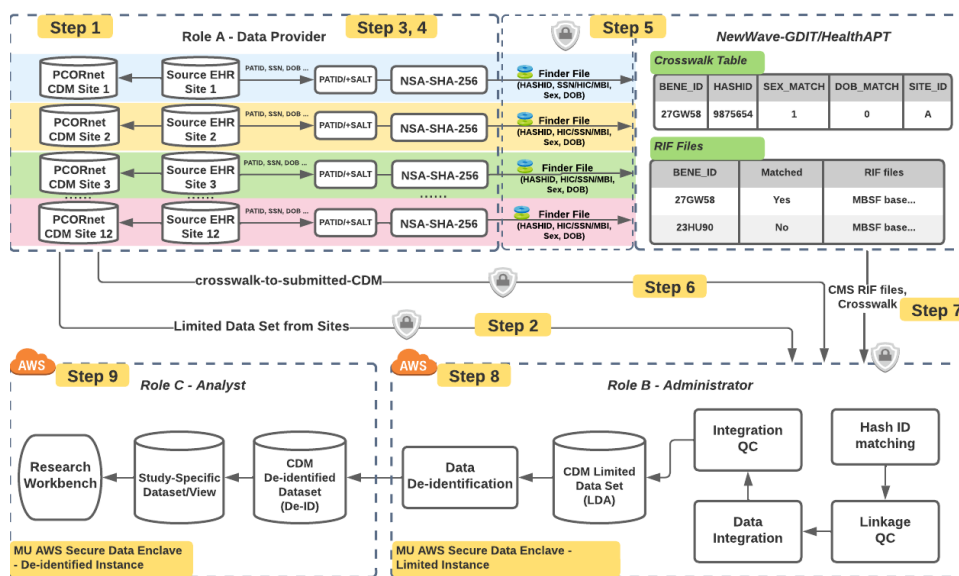 Step 1
Role A - Data Provider
Step 3, 4
Step 5
NewWave-GDIT/HealthAPT
PCORnet
CDM Site 1
Source EHR
Site 1
PATID, SSN, DOB ...
PATID/+SALT
NSA-SHA-256
Finder File
(HASHID, SSN/HIC/MBI,
Sex, DOB)
PCORnet
CDM Site 2
Source EHR
Site 2
PATID, SSN, DOB ...
PATID/+SALT
NSA-SHA-256
Finder File
(HASHID, HIC/SSN/MBI,
Sex, DOB)
PCORnet
CDM Site 3
Source EHR
Site 3
PATID, SSN, DOB ...
PATID/+SALT
NSA-SHA-256
Finder File
(HASHID, HIC/SSN/MBI,
Sex, DOB)
......
......
......
PCORnet
CDM Site 12
Source EHR
Site 12
PATID, SSN, DOB ...
PATID/+SALT
NSA-SHA-256
Finder File
(HASHID, HIC/SSN/MBI,
Sex, DOB)
Crosswalk Table
BENE_ID HASHID SEX_MATCH DOB_MATCH SITE_ID
27GW58 9875654 1 0 A
RIF Files
BENE_ID Matched RIF files
27GW58 Yes MBSF base...
23HU90 No MBSF base...
crosswalk-to-submitted-CDM
Step 6
CMS RIF files,
Crosswalk
Step 7
Limited Data Set from Sites
Step 2
AWS
Step 9
Role C - Analyst
AWS
Step 8
Role B - Administrator
Research
Workbench
Study-Specific
Dataset/View
CDM
De-identified
Dataset
(De-ID)
Data
De-identification
CDM Limited
Data Set
(LDA)
Integration
QC
Hash ID
matching
Data
Integration
Linkage
QC
MU AWS Secure Data Enclave
- De-identified Instance
MU AWS Secure Data Enclave -
Limited Instance